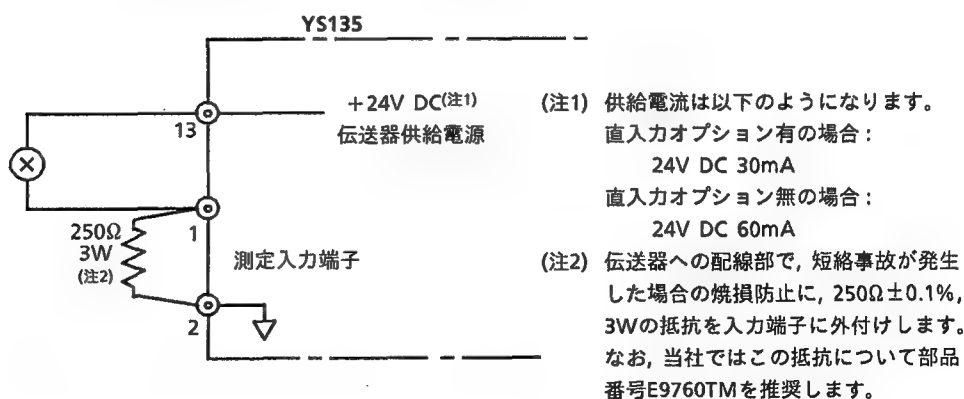 YS135
+24V DC(注1)
伝送器供給電源
13
1
250Ω
3W
(注2)
測定入力端子
2
(注1) 供給電流は以下のようになります。
直入力オプション有の場合：
24V DC 30mA
直入力オプション無の場合：
24V DC 60mA
(注2) 伝送器への配線部で, 短絡事故が発生
した場合の焼損防止に, 250Ω±0.1%,
3Wの抵抗を入力端子に外付けします。
なお, 当社ではこの抵抗について部品
番号E9760TMを推奨します。